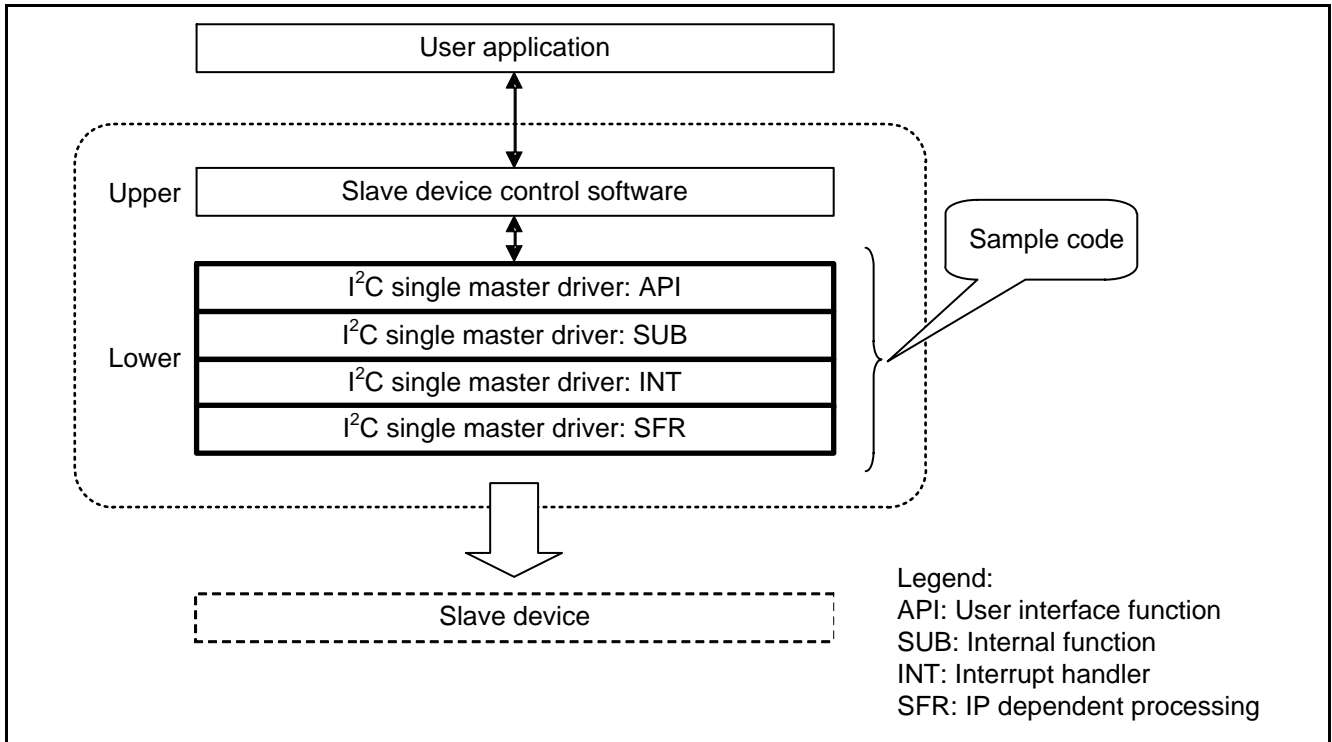 User application
Upper
Slave device control software
Sample code
I²C single master driver: API
I²C single master driver: SUB
Lower
I²C single master driver: INT
I²C single master driver: SFR
Slave device
Legend:
API: User interface function
SUB: Internal function
INT: Interrupt handler
SFR: IP dependent processing